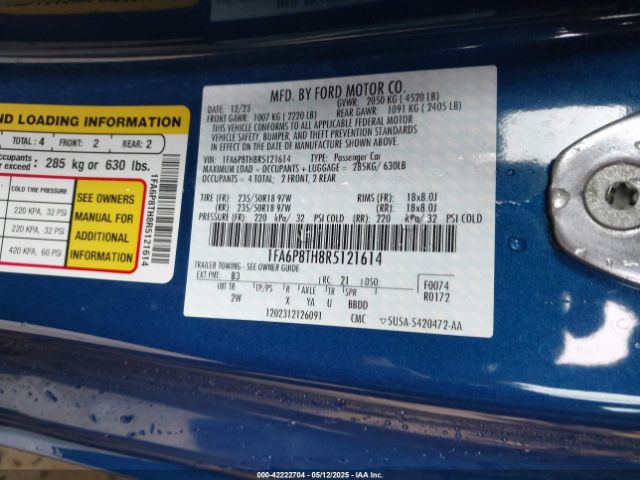 ND LOADING INFORMATION
TOTAL: 4 FRONT: 2 REAR: 2
ccupants
r exceed : 285 kg or 630 lbs.
COLD TIRE PRESSURE
220 KPA, 32 PSI
220 KPA, 32 PSI
420 KPA, 60 PSI
SEE OWNERS
MANUAL FOR
ADDITIONAL
INFORMATION
1FA6P8TH8R5121614
MFD. BY FORD MOTOR CO.
DATE: 12/23 GVWR: 2050 KG ( 4520 LB)
FRONT GAWR: 1007 KG ( 2220 LB) REAR GAWR: 1091 KG ( 2405 LB)
THIS VEHICLE CONFORMS TO ALL APPLICABLE FEDERAL MOTOR
VEHICLE SAFETY, BUMPER, AND THEFT PREVENTION STANDARDS
IN EFFECT ON THE DATE OF MANUFACTURE SHOWN ABOVE.
VIN: 1FA6P8TH8R5121614 TYPE: Passenger Car
MAXIMUM LOAD = OCCUPANTS + LUGGAGE = 285KG/ 630LB
OCCUPANTS = 4 TOTAL; 2 FRONT, 2 REAR
TIRE (FR): 235/50R18 97W RIMS (FR): 18x8.0J
(RR): 235/50R18 97W (RR): 18x8.0J
PRESSURE (FR): 220 kPa/ 32 PSI COLD (RR): 220 kPa/ 32 PSI COLD
1FA6P8TH8R5121614
TRAILER TOWING - SEE OWNER GUIDE
EXT PNT: B3 RC: 21 DSO: F0074
INT TR TP/PS R AXLE TR SPR R0172
2W X YA U BBDD
1202312126091 CMC ▽5U5A-5420472-AA
000-42222704 - 05/12/2025 - IAA Inc.